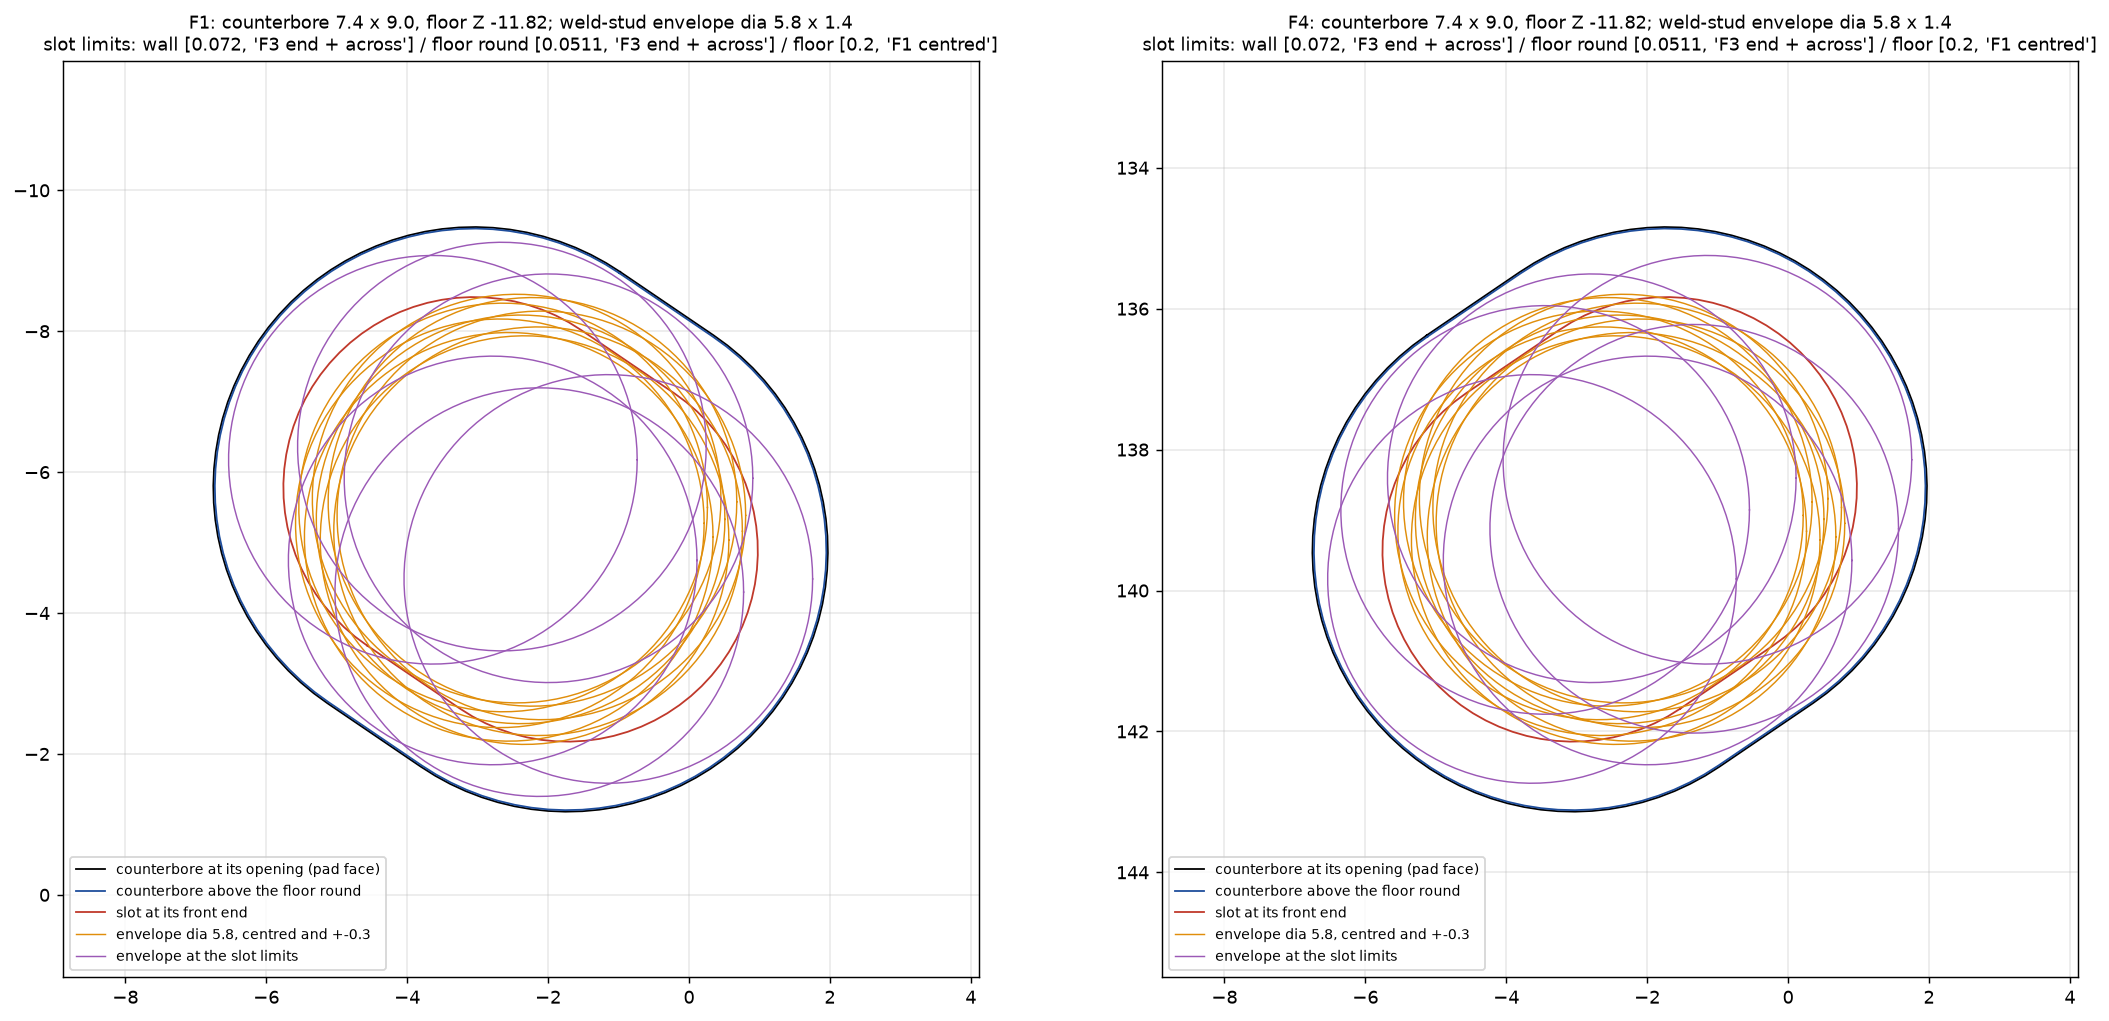 F1: counterbore 7.4 x 9.0, floor Z -11.82; weld-stud envelope dia 5.8 x 1.4
slot limits: wall [0.072, 'F3 end + across'] / floor round [0.0511, 'F3 end + across'] / floor [0.2, 'F1 centred']
−10
−8
−6
−4
−2
0
counterbore at its opening (pad face)
counterbore above the floor round
slot at its front end
envelope dia 5.8, centred and +-0.3
envelope at the slot limits
−8
−6
−4
−2
0
2
4
F4: counterbore 7.4 x 9.0, floor Z -11.82; weld-stud envelope dia 5.8 x 1.4
slot limits: wall [0.072, 'F3 end + across'] / floor round [0.0511, 'F3 end + across'] / floor [0.2, 'F1 centred']
134
136
138
140
142
144
counterbore at its opening (pad face)
counterbore above the floor round
slot at its front end
envelope dia 5.8, centred and +-0.3
envelope at the slot limits
−8
−6
−4
−2
0
2
4